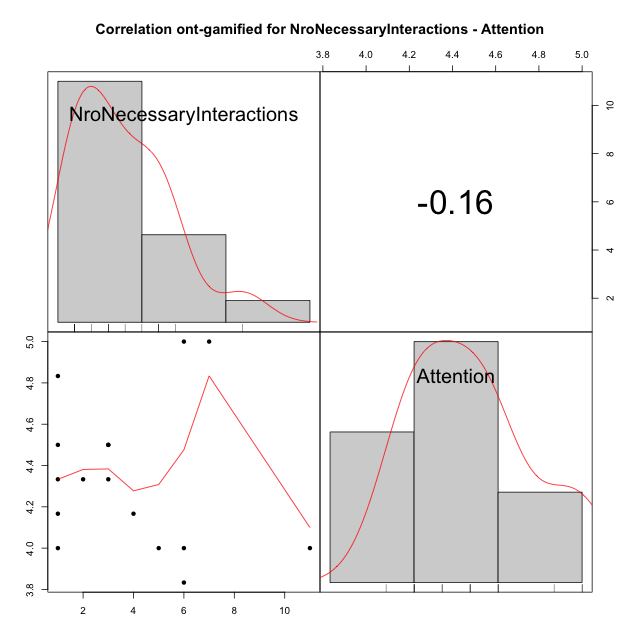 Correlation ont-gamified for NroNecessaryInteractions - Attention
3.8 4.0 4.2 4.4 4.6 4.8 5.0
NroNecessaryInteractions
10
8
-0.16
6
4
2
5.0
Attention
4.8
4.6
4.4
4.2
4.0
3.8
2 4 6 8 10